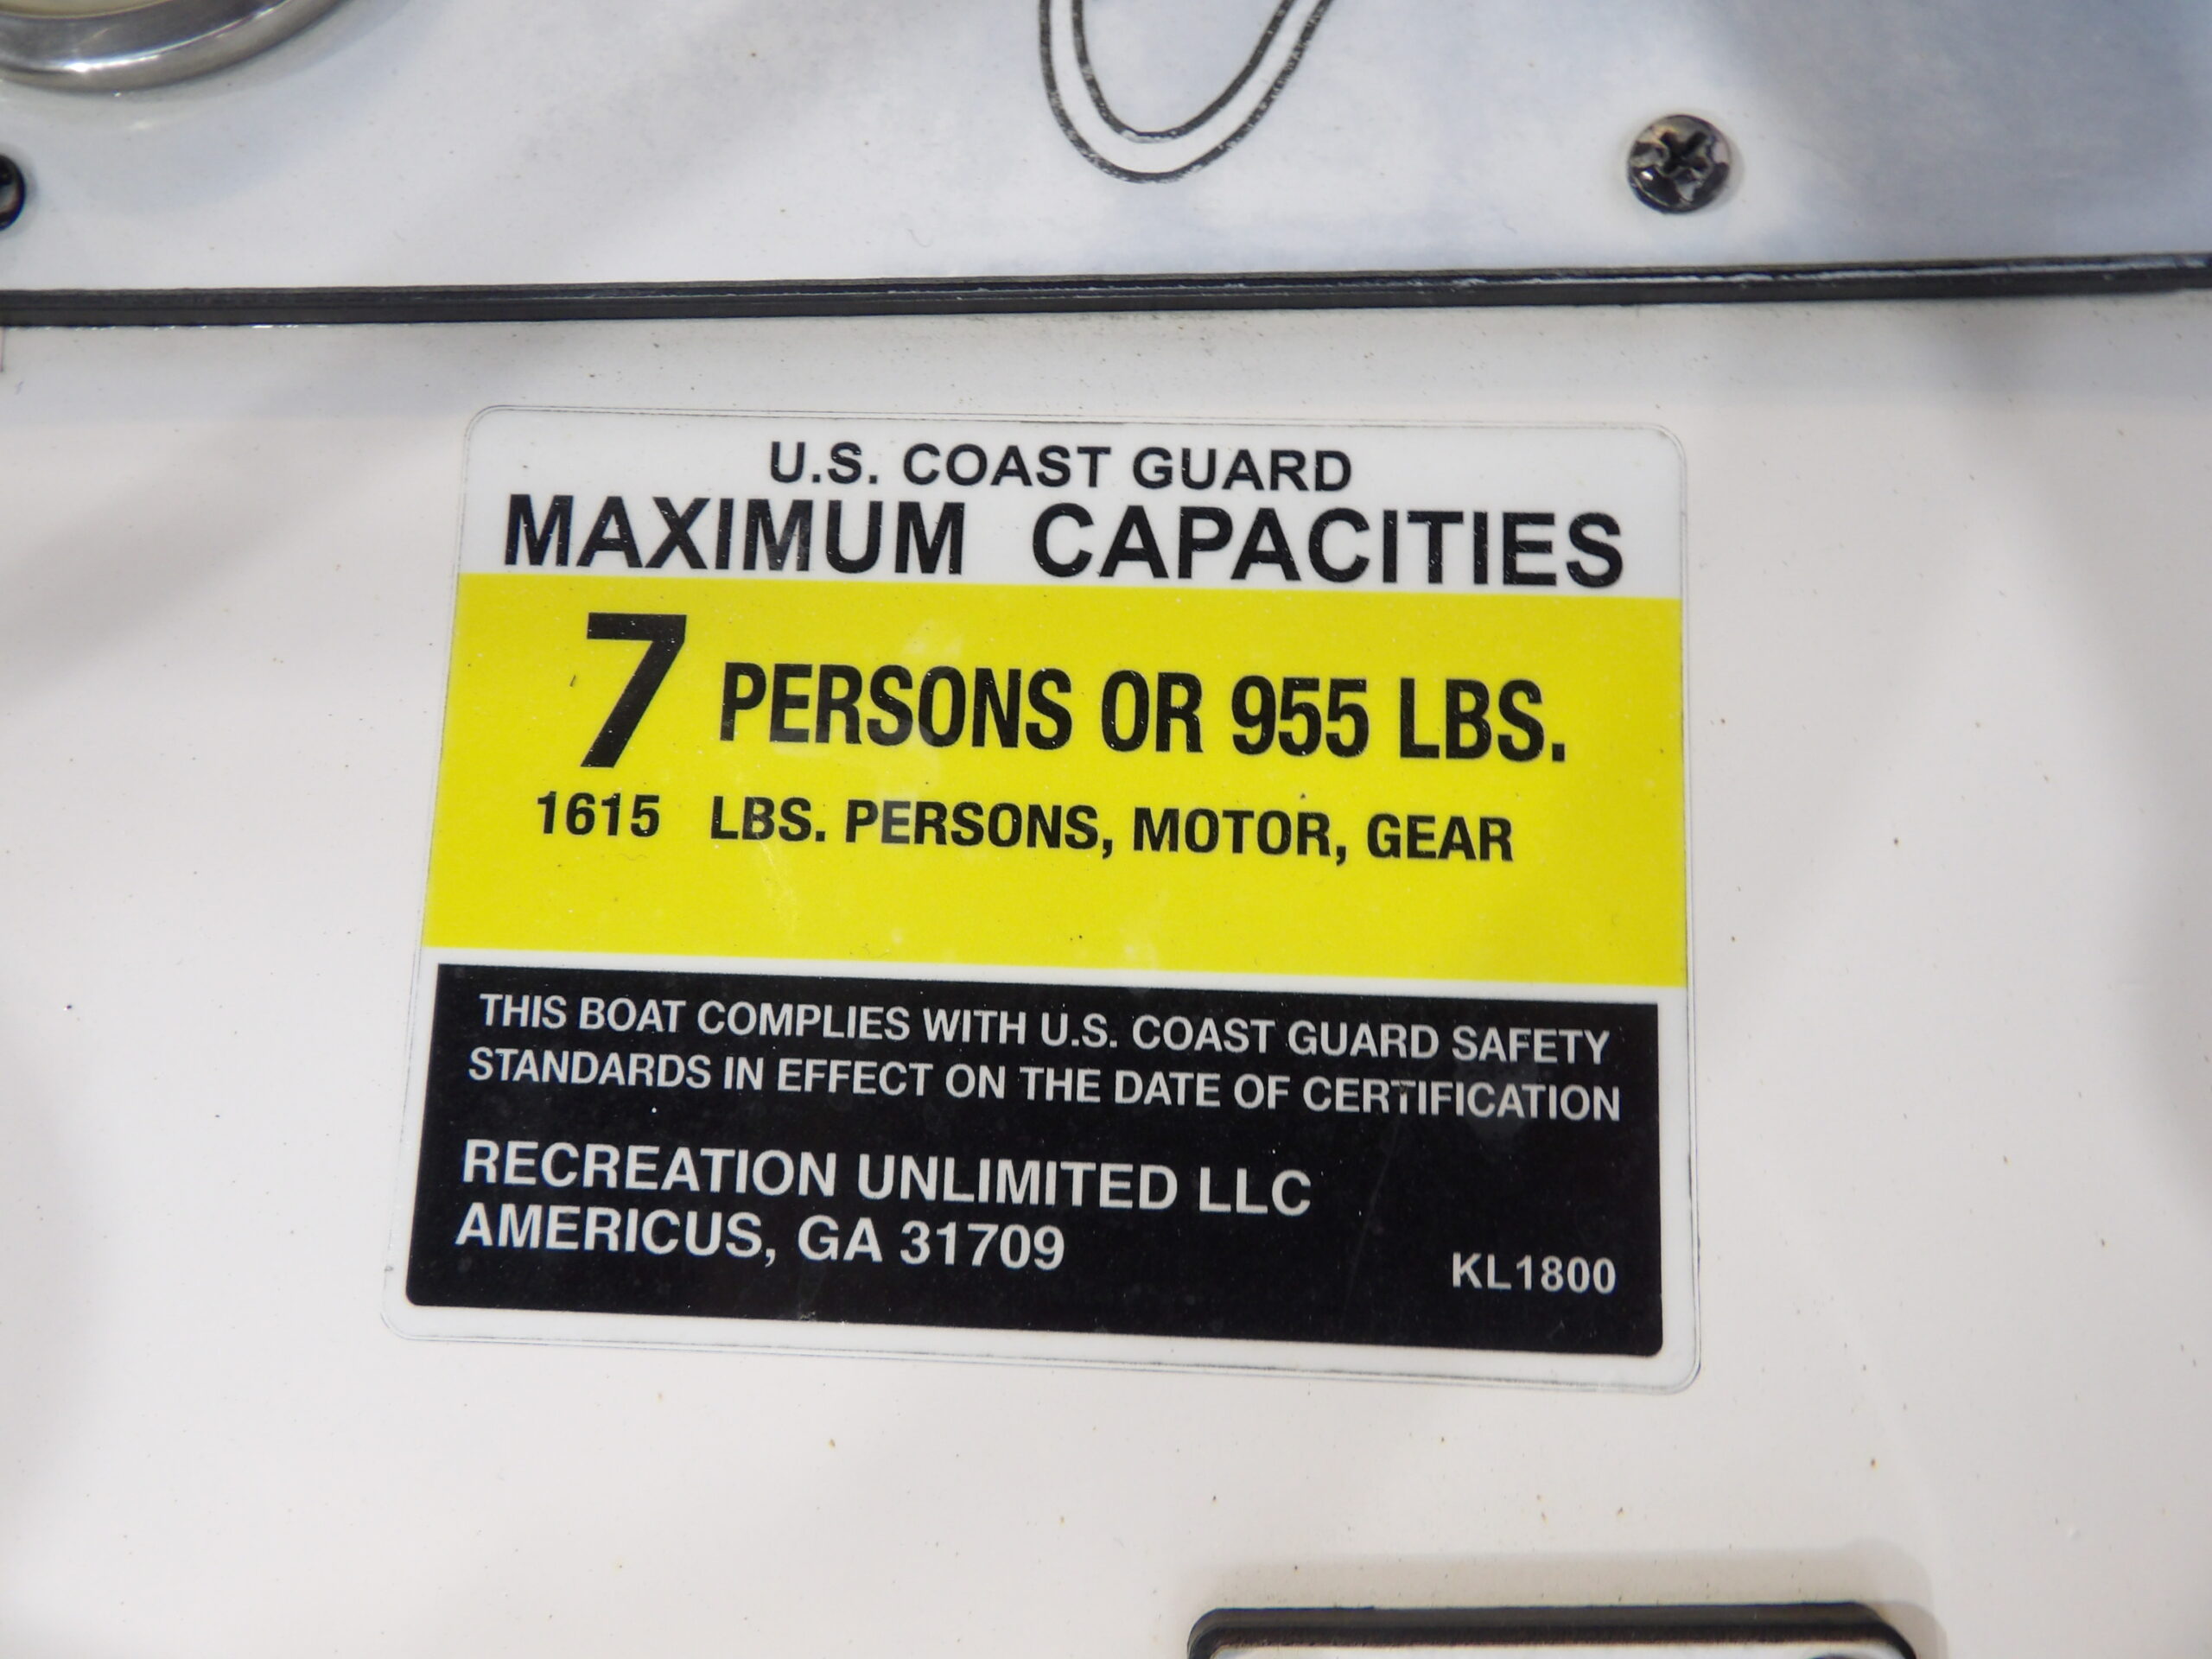 U.S. COAST GUARD
MAXIMUM CAPACITIES
7 PERSONS OR 955 LBS.
1615 LBS. PERSONS, MOTOR, GEAR
THIS BOAT COMPLIES WITH U.S. COAST GUARD SAFETY
STANDARDS IN EFFECT ON THE DATE OF CERTIFICATION
RECREATION UNLIMITED LLC
AMERICUS, GA 31709
KL1800